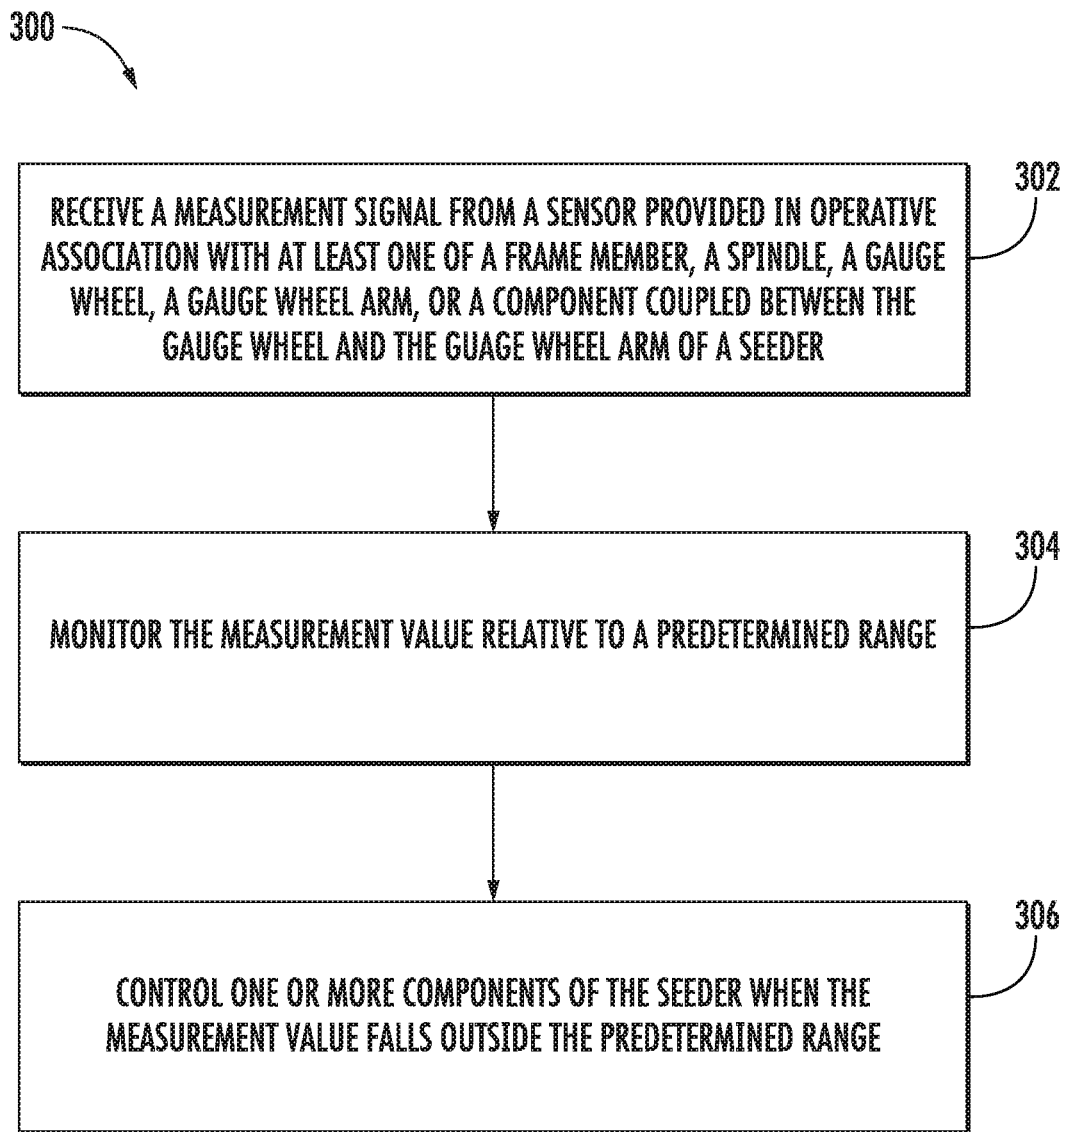 300
302
RECEIVE A MEASUREMENT SIGNAL FROM A SENSOR PROVIDED IN OPERATIVE
ASSOCIATION WITH AT LEAST ONE OF A FRAME MEMBER, A SPINDLE, A GAUGE
WHEEL, A GAUGE WHEEL ARM, OR A COMPONENT COUPLED BETWEEN THE
GAUGE WHEEL AND THE GUAGE WHEEL ARM OF A SEEDER
304
MONITOR THE MEASUREMENT VALUE RELATIVE TO A PREDETERMINED RANGE
306
CONTROL ONE OR MORE COMPONENTS OF THE SEEDER WHEN THE
MEASUREMENT VALUE FALLS OUTSIDE THE PREDETERMINED RANGE